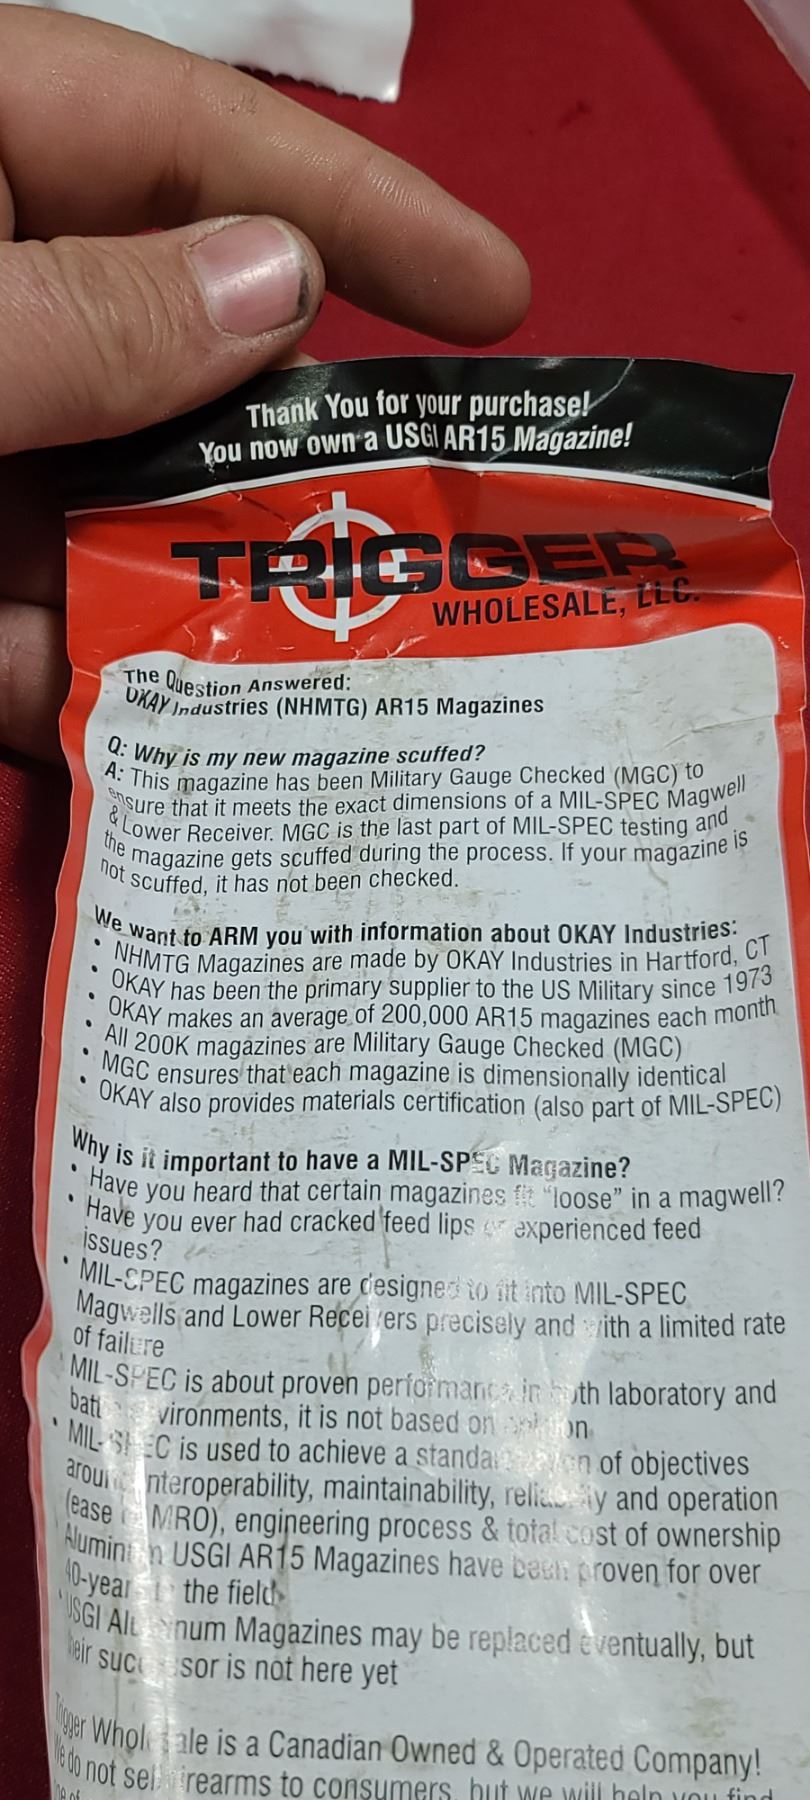 Thank You for your purchase!
You now own a USGI AR15 Magazine!
TRIGGER
WHOLESALE, LLC.
The Question Answered:
OKAY Industries (NHMTG) AR15 Magazines
Q: Why is my new magazine scuffed?
A: This magazine has been Military Gauge Checked (MGC) to
ensure that it meets the exact dimensions of a MIL-SPEC Magwell
& Lower Receiver. MGC is the last part of MIL-SPEC testing and
the magazine gets scuffed during the process. If your magazine is
not scuffed, it has not been checked.
We want to ARM you with information about OKAY Industries:
• NHMTG Magazines are made by OKAY Industries in Hartford, CT
• OKAY has been the primary supplier to the US Military since 1973
• OKAY makes an average of 200,000 AR15 magazines each month
• All 200K magazines are Military Gauge Checked (MGC)
• MGC ensures that each magazine is dimensionally identical
• OKAY also provides materials certification (also part of MIL-SPEC)
Why is it important to have a MIL-SPEC Magazine?
• Have you heard that certain magazines fit "loose" in a magwell?
• Have you ever had cracked feed lips or experienced feed
issues?
• MIL-SPEC magazines are designed to fit into MIL-SPEC
Magwells and Lower Receivers precisely and with a limited rate
of failure
MIL-SPEC is about proven performance in both laboratory and
it is not based on
• MIL-SPEC is used to achieve a of objectives
around interoperability, maintainability, reliability and operation
(ease MRO), engineering process & total cost of ownership
Aluminum USGI AR15 Magazines have been proven for over
40-years the field
USGI Aluminum Magazines may be replaced eventually, but
their successor is not here yet
Trigger Wholesale is a Canadian Owned & Operated Company!
We do not sell firearms to consumers, but we will help you find